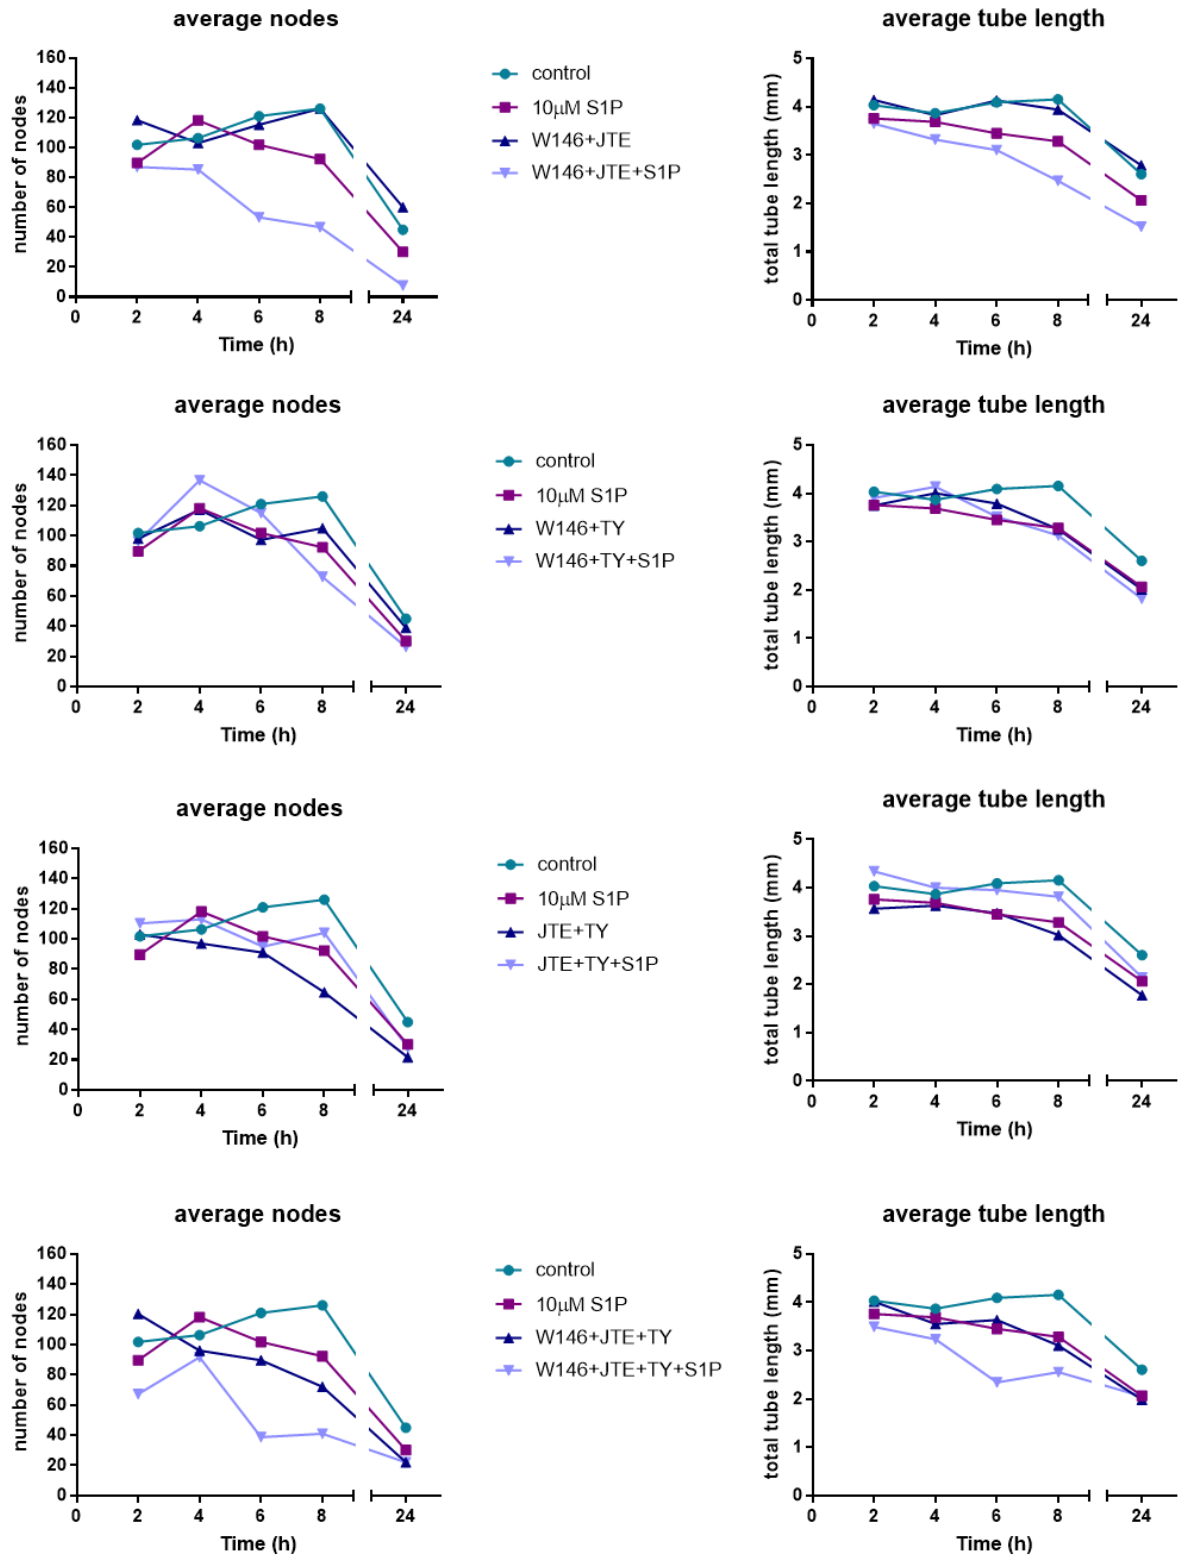 average nodes
number of nodes
160
140
120
100
80
60
40
20
0
0 2 4 6 8 24
Time (h)
control
10µM S1P
W146+JTE
W146+JTE+S1P
average tube length
total tube length (mm)
5
4
3
2
1
0
0 2 4 6 8 24
Time (h)
average nodes
number of nodes
160
140
120
100
80
60
40
20
0
0 2 4 6 8 24
Time (h)
control
10µM S1P
W146+TY
W146+TY+S1P
average tube length
total tube length (mm)
5
4
3
2
1
0
0 2 4 6 8 24
Time (h)
average nodes
number of nodes
160
140
120
100
80
60
40
20
0
0 2 4 6 8 24
Time (h)
control
10µM S1P
JTE+TY
JTE+TY+S1P
average tube length
total tube length (mm)
5
4
3
2
1
0
0 2 4 6 8 24
Time (h)
average nodes
number of nodes
160
140
120
100
80
60
40
20
0
0 2 4 6 8 24
Time (h)
control
10µM S1P
W146+JTE+TY
W146+JTE+TY+S1P
average tube length
total tube length (mm)
5
4
3
2
1
0
0 2 4 6 8 24
Time (h)